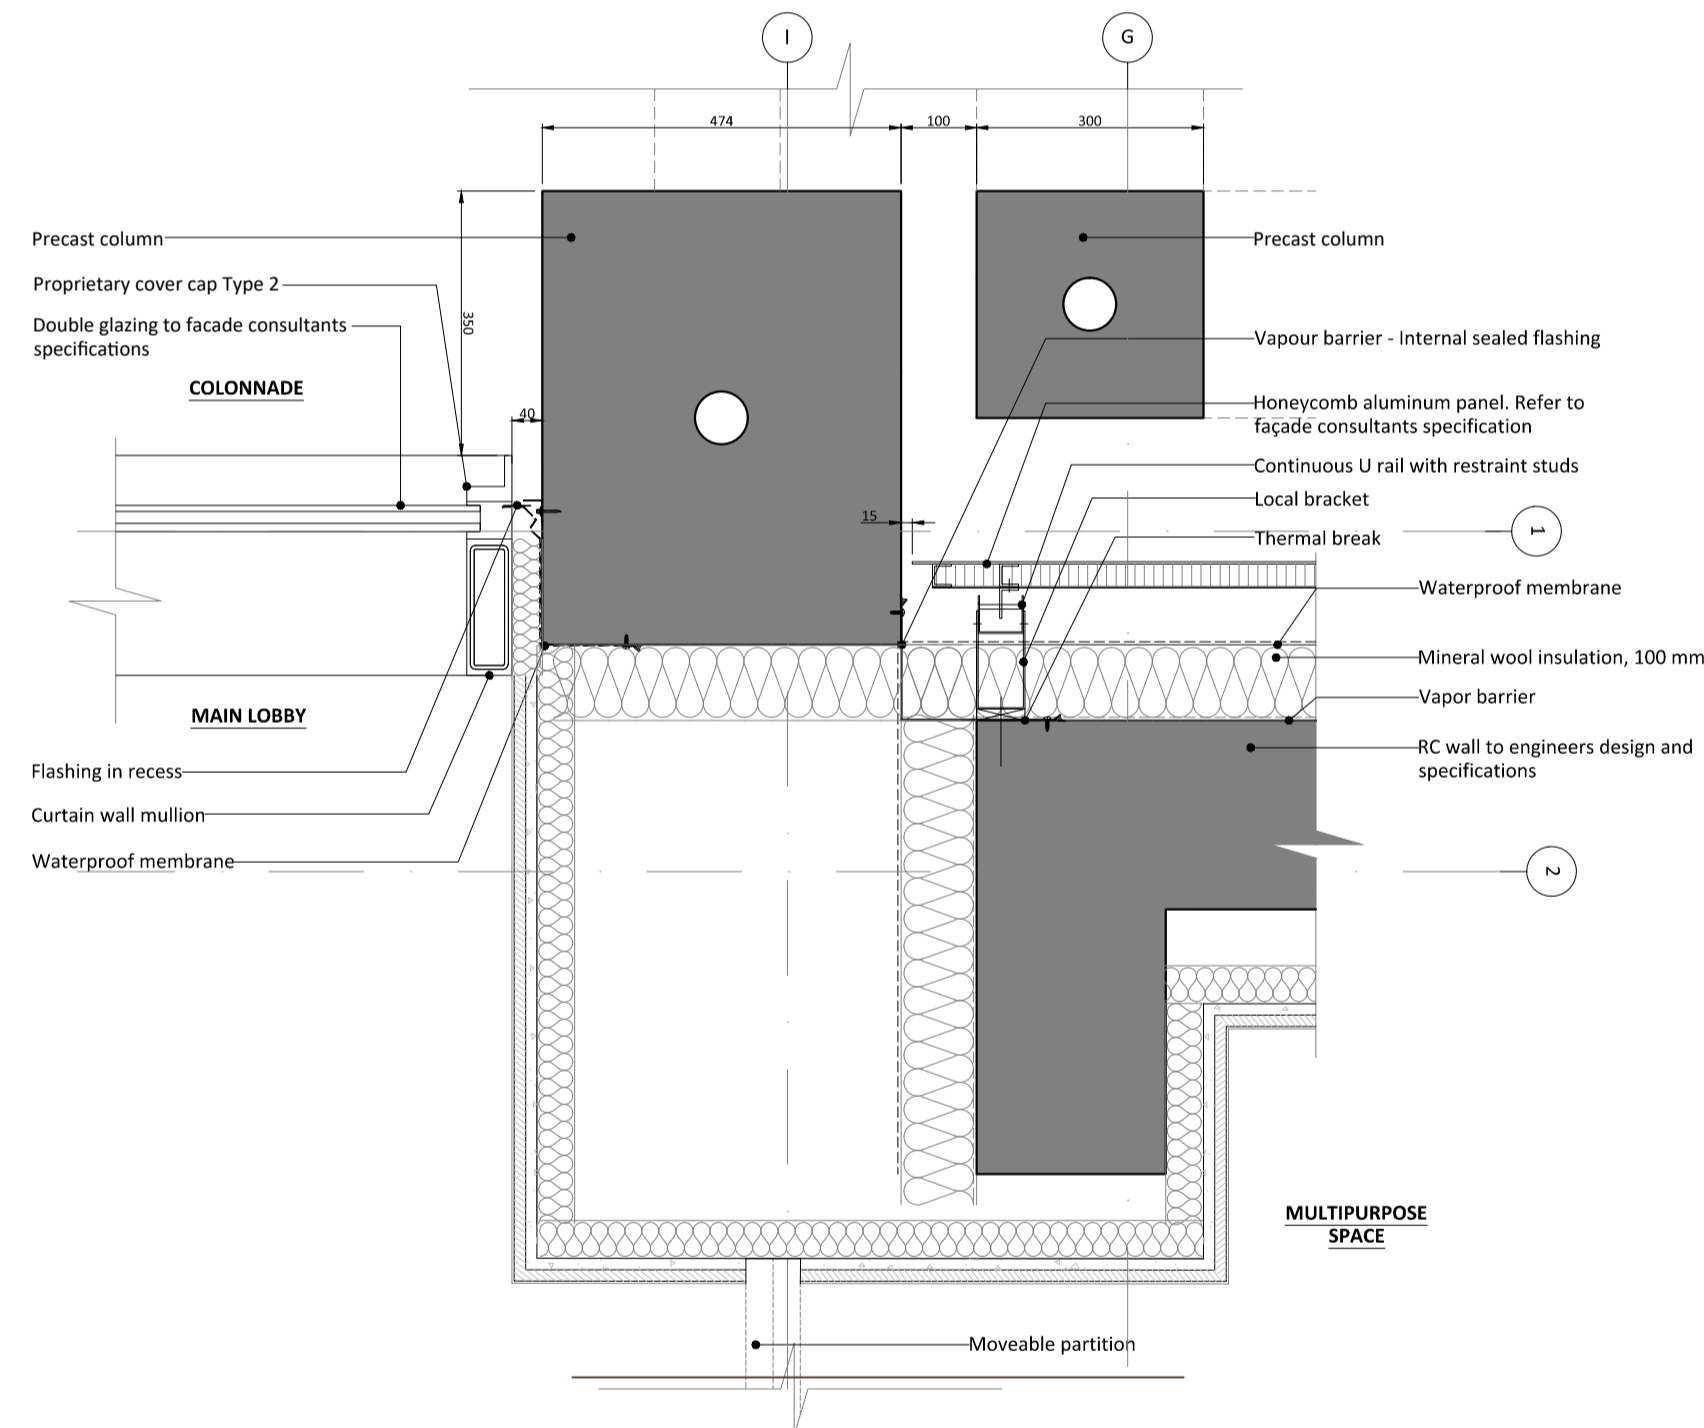 I
G
474
100
300
Precast column
Precast column
Proprietary cover cap Type 2
Double glazing to facade consultants
specifications
350
Vapour barrier - Internal sealed flashing
COLONNADE
40
Honeycomb aluminum panel. Refer to
façade consultants specification
Continuous U rail with restraint studs
Local bracket
15
1
Thermal break
Waterproof membrane
Mineral wool insulation, 100 mm
Vapor barrier
MAIN LOBBY
RC wall to engineers design and
specifications
Flashing in recess
Curtain wall mullion
Waterproof membrane
2
MULTIPURPOSE
SPACE
Moveable partition